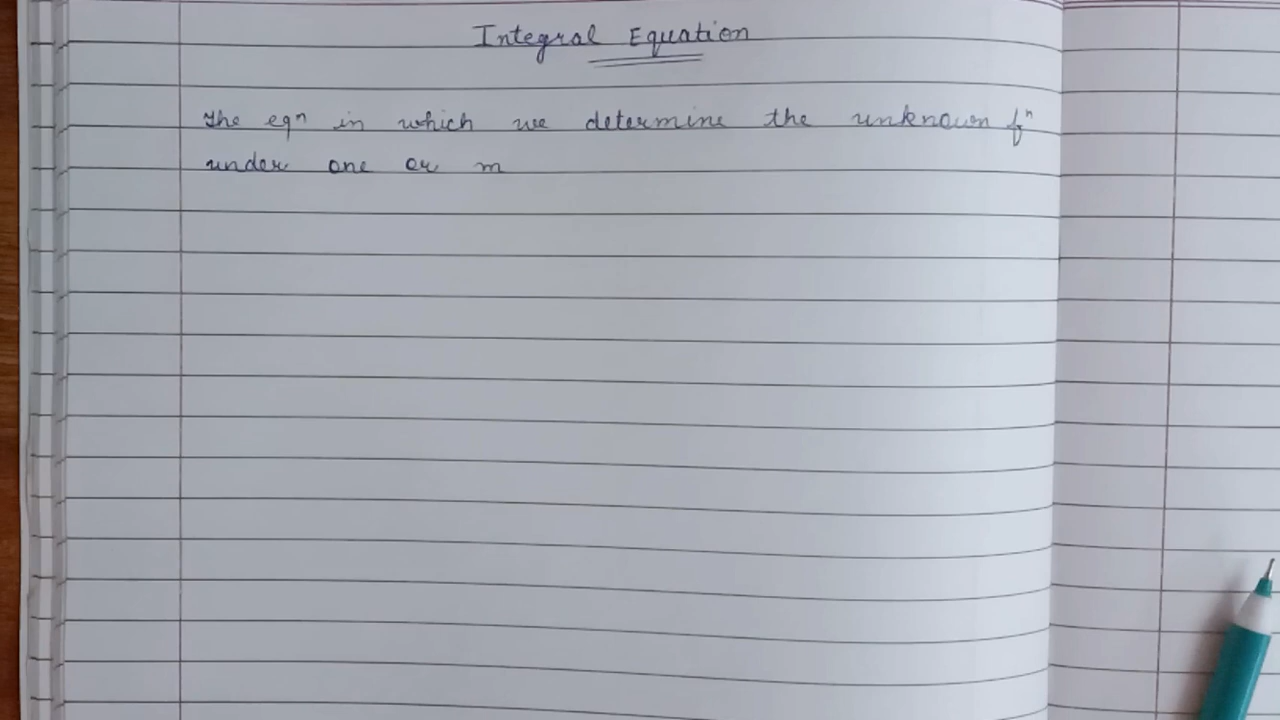 Integral Equation
The eqⁿ in which we determine the unknown fⁿ
under one or m